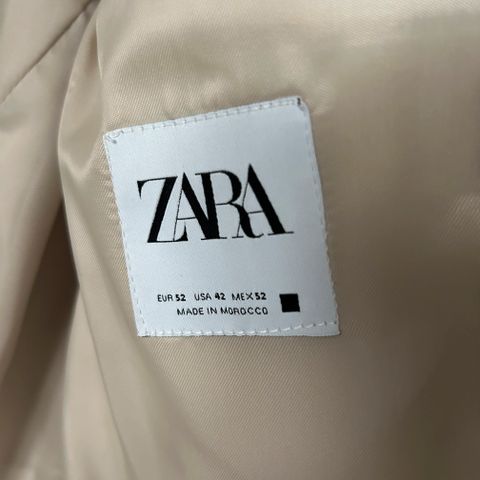 ZARA
EUR 52 USA 42 MEX 52
MADE IN MOROCCO